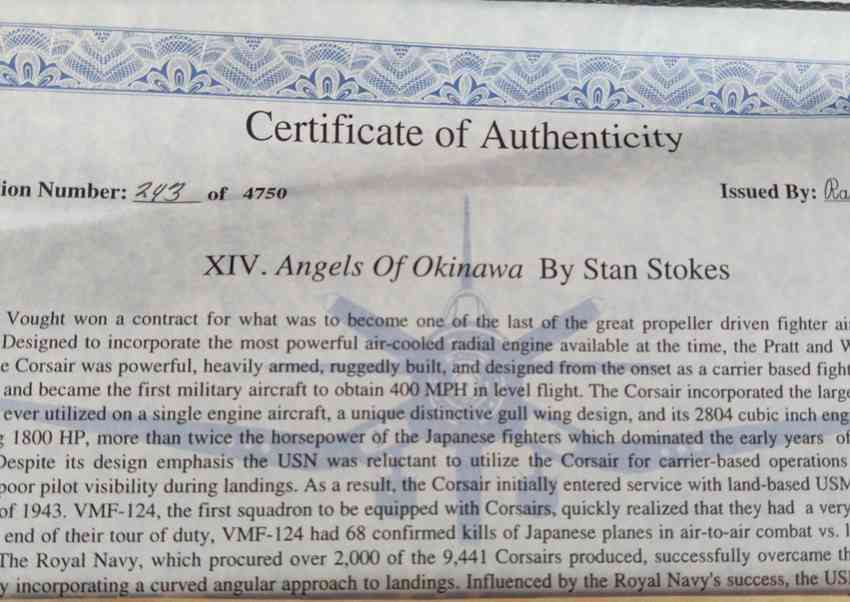 Certificate of Authenticity
ion Number: 243 of 4750
Issued By: Ra
XIV. Angels Of Okinawa By Stan Stokes
Vought won a contract for what was to become one of the last of the great propeller driven fighter ai
Designed to incorporate the most powerful air-cooled radial engine available at the time, the Pratt and W
e Corsair was powerful, heavily armed, ruggedly built, and designed from the onset as a carrier based fight
and became the first military aircraft to obtain 400 MPH in level flight. The Corsair incorporated the large
ever utilized on a single engine aircraft, a unique distinctive gull wing design, and its 2804 cubic inch eng
g 1800 HP, more than twice the horsepower of the Japanese fighters which dominated the early years of
Despite its design emphasis the USN was reluctant to utilize the Corsair for carrier-based operations
poor pilot visibility during landings. As a result, the Corsair initially entered service with land-based USM
of 1943. VMF-124, the first squadron to be equipped with Corsairs, quickly realized that they had a very
end of their tour of duty, VMF-124 had 68 confirmed kills of Japanese planes in air-to-air combat vs. l
The Royal Navy, which procured over 2,000 of the 9,441 Corsairs produced, successfully overcame th
y incorporating a curved angular approach to landings. Influenced by the Royal Navy's success, the US